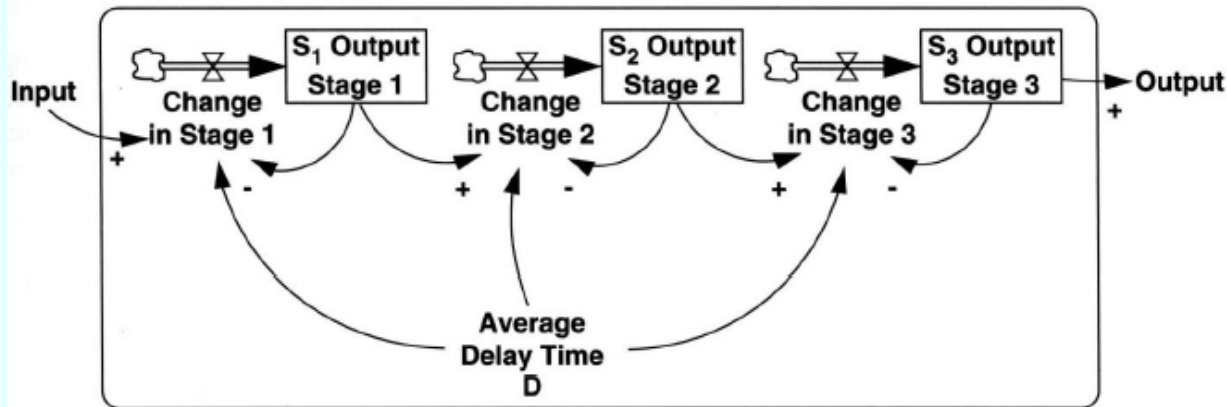 S1 Output
Stage 1
S2 Output
Stage 2
S3 Output
Stage 3
Input
Output
Change
in Stage 1
Change
in Stage 2
Change
in Stage 3
+
+
-
+
-
+
-
Average
Delay Time
D